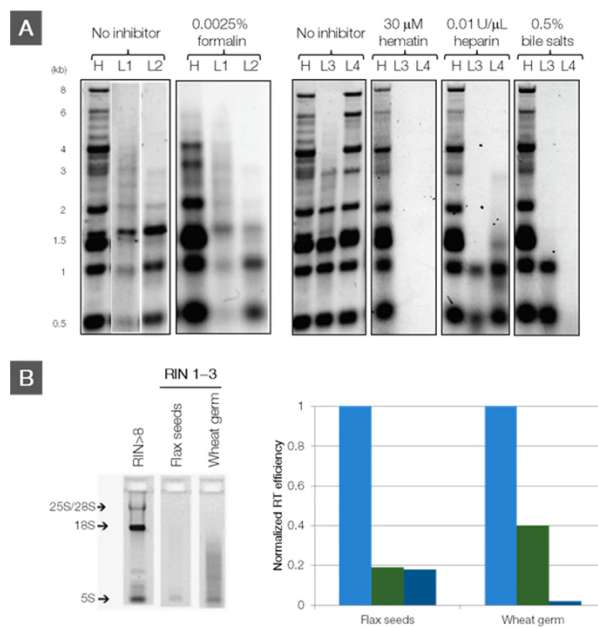 A
No inhibitor
0.0025%
formalin
No inhibitor
30 µM
hematin
0.01 U/µL
heparin
0.5%
bile salts
H L1 L2 H L1 L2 H L3 L4 H L3 L4 H L3 L4 H L3 L4
(kb)
8
6
4
3
2
1.5
1
0.5
B
RIN 1–3
RIN>8
Flax seeds
Wheat germ
25S/28S
18S
5S
Normalized RT efficiency
1
0.8
0.6
0.4
0.2
0
Flax seeds
Wheat germ